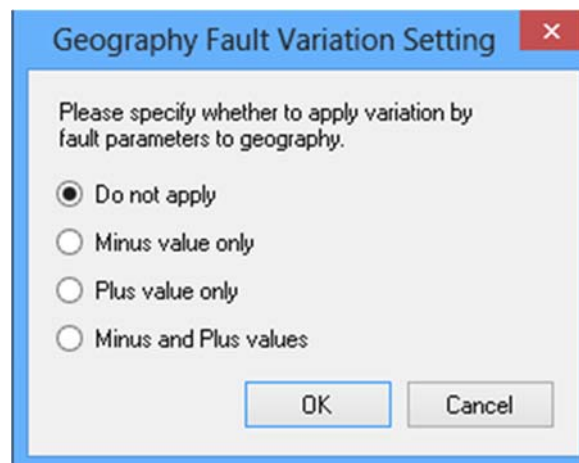 Geography Fault Variation Setting
Please specify whether to apply variation by
fault parameters to geography.
Do not apply
Minus value only
Plus value only
Minus and Plus values
OK
Cancel